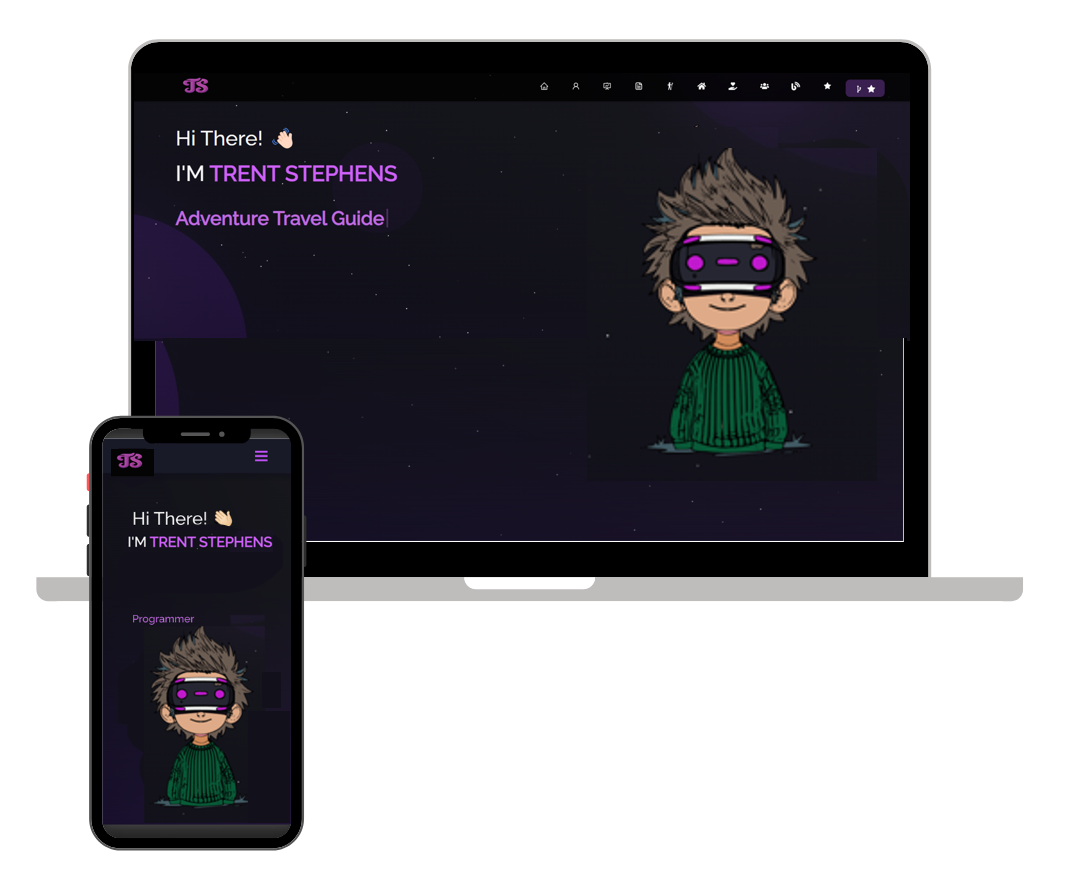 TS
Hi There! 👋🏻
I'M TRENT STEPHENS
Adventure Travel Guide
TS
Hi There! 👋🏻
I'M TRENT STEPHENS
Programmer